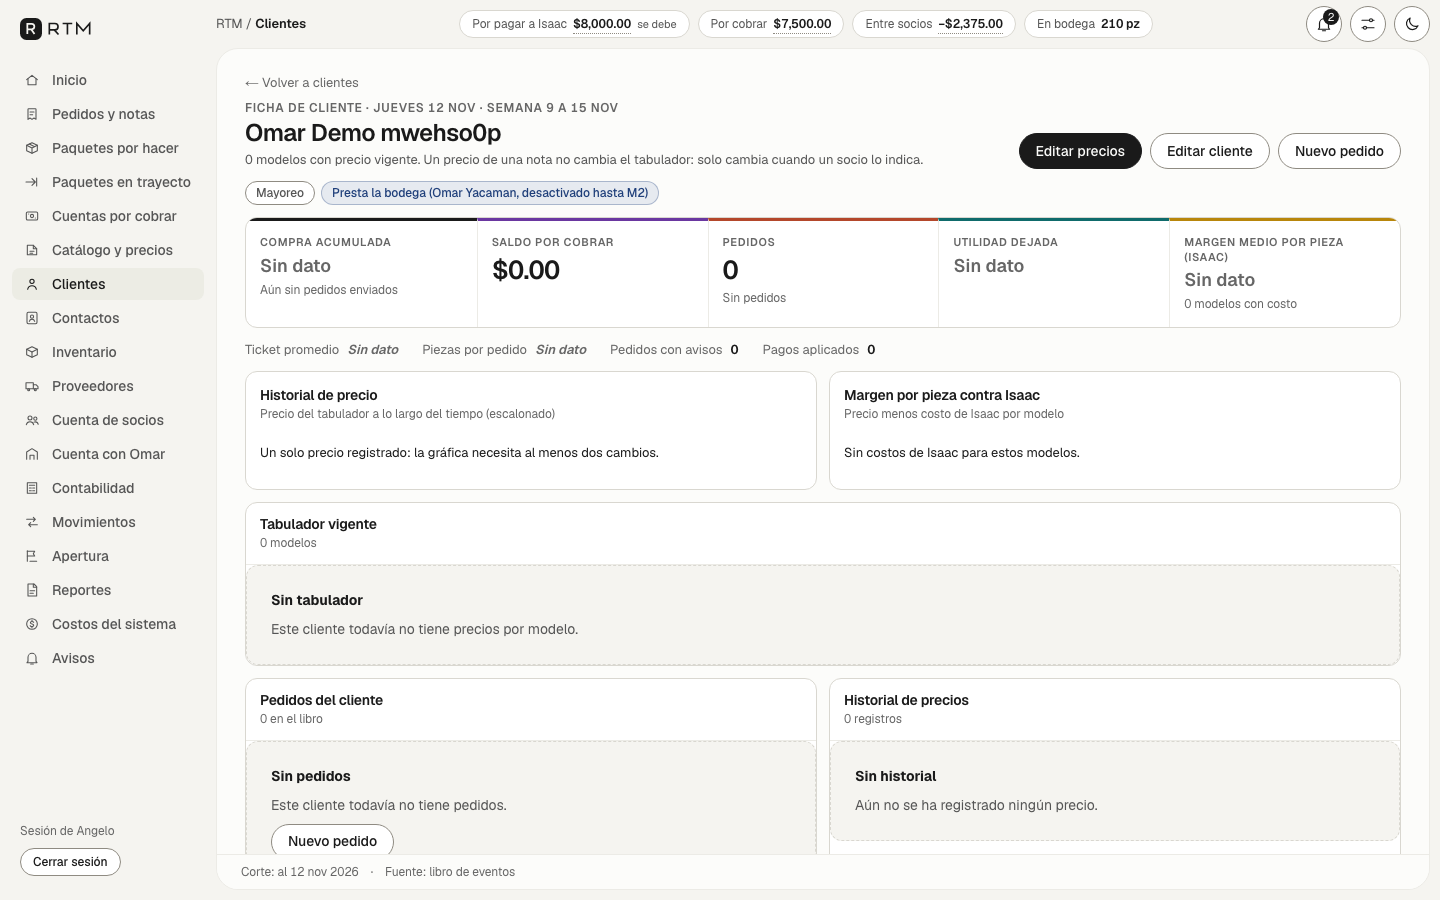 R RTM
RTM / Clientes
Por pagar a Isaac $8,000.00 se debe
Por cobrar $7,500.00
Entre socios −$2,375.00
En bodega 210 pz
2
Inicio
Pedidos y notas
Paquetes por hacer
Paquetes en trayecto
Cuentas por cobrar
Catálogo y precios
Clientes
Contactos
Inventario
Proveedores
Cuenta de socios
Cuenta con Omar
Contabilidad
Movimientos
Apertura
Reportes
Costos del sistema
Avisos
Sesión de Angelo
Cerrar sesión
← Volver a clientes
FICHA DE CLIENTE · JUEVES 12 NOV · SEMANA 9 A 15 NOV
Omar Demo mwehso0p
0 modelos con precio vigente. Un precio de una nota no cambia el tabulador: solo cambia cuando un socio lo indica.
Editar precios
Editar cliente
Nuevo pedido
Mayoreo
Presta la bodega (Omar Yacaman, desactivado hasta M2)
COMPRA ACUMULADA
Sin dato
Aún sin pedidos enviados
SALDO POR COBRAR
$0.00
PEDIDOS
0
Sin pedidos
UTILIDAD DEJADA
Sin dato
MARGEN MEDIO POR PIEZA
(ISAAC)
Sin dato
0 modelos con costo
Ticket promedio Sin dato
Piezas por pedido Sin dato
Pedidos con avisos 0
Pagos aplicados 0
Historial de precio
Precio del tabulador a lo largo del tiempo (escalonado)
Un solo precio registrado: la gráfica necesita al menos dos cambios.
Margen por pieza contra Isaac
Precio menos costo de Isaac por modelo
Sin costos de Isaac para estos modelos.
Tabulador vigente
0 modelos
Sin tabulador
Este cliente todavía no tiene precios por modelo.
Pedidos del cliente
0 en el libro
Sin pedidos
Este cliente todavía no tiene pedidos.
Nuevo pedido
Historial de precios
0 registros
Sin historial
Aún no se ha registrado ningún precio.
Corte: al 12 nov 2026 · Fuente: libro de eventos